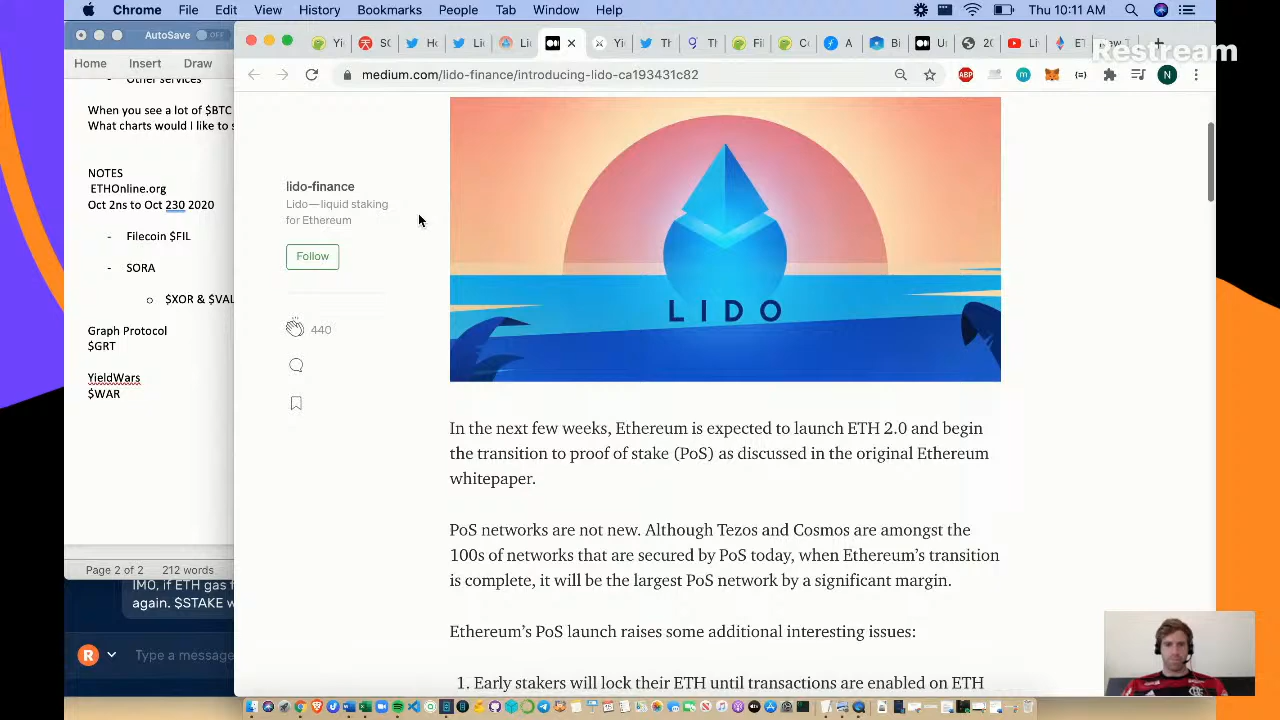 Chrome File Edit View History Bookmarks People Tab Window Help Thu 10:11 AM
AutoSave OFF
Home Insert Draw
Restream
medium.com/lido-finance/introducing-lido-ca193431c82
ABP
N
Other services
When you see a lot of $BTC
What charts would I like to s
NOTES
ETHOnline.org
Oct 2ns to Oct 230 2020
- Filecoin $FIL
- SORA
o $XOR & $VAL
Graph Protocol
$GRT
YieldWars
$WAR
Page 2 of 2 212 words
IMO, if ETH gas f
again. $STAKE w
R
Type a message
lido-finance
Lido—liquid staking
for Ethereum
Follow
440
LIDO
In the next few weeks, Ethereum is expected to launch ETH 2.0 and begin
the transition to proof of stake (PoS) as discussed in the original Ethereum
whitepaper.
PoS networks are not new. Although Tezos and Cosmos are amongst the
100s of networks that are secured by PoS today, when Ethereum's transition
is complete, it will be the largest PoS network by a significant margin.
Ethereum's PoS launch raises some additional interesting issues:
1. Early stakers will lock their ETH until transactions are enabled on ETH